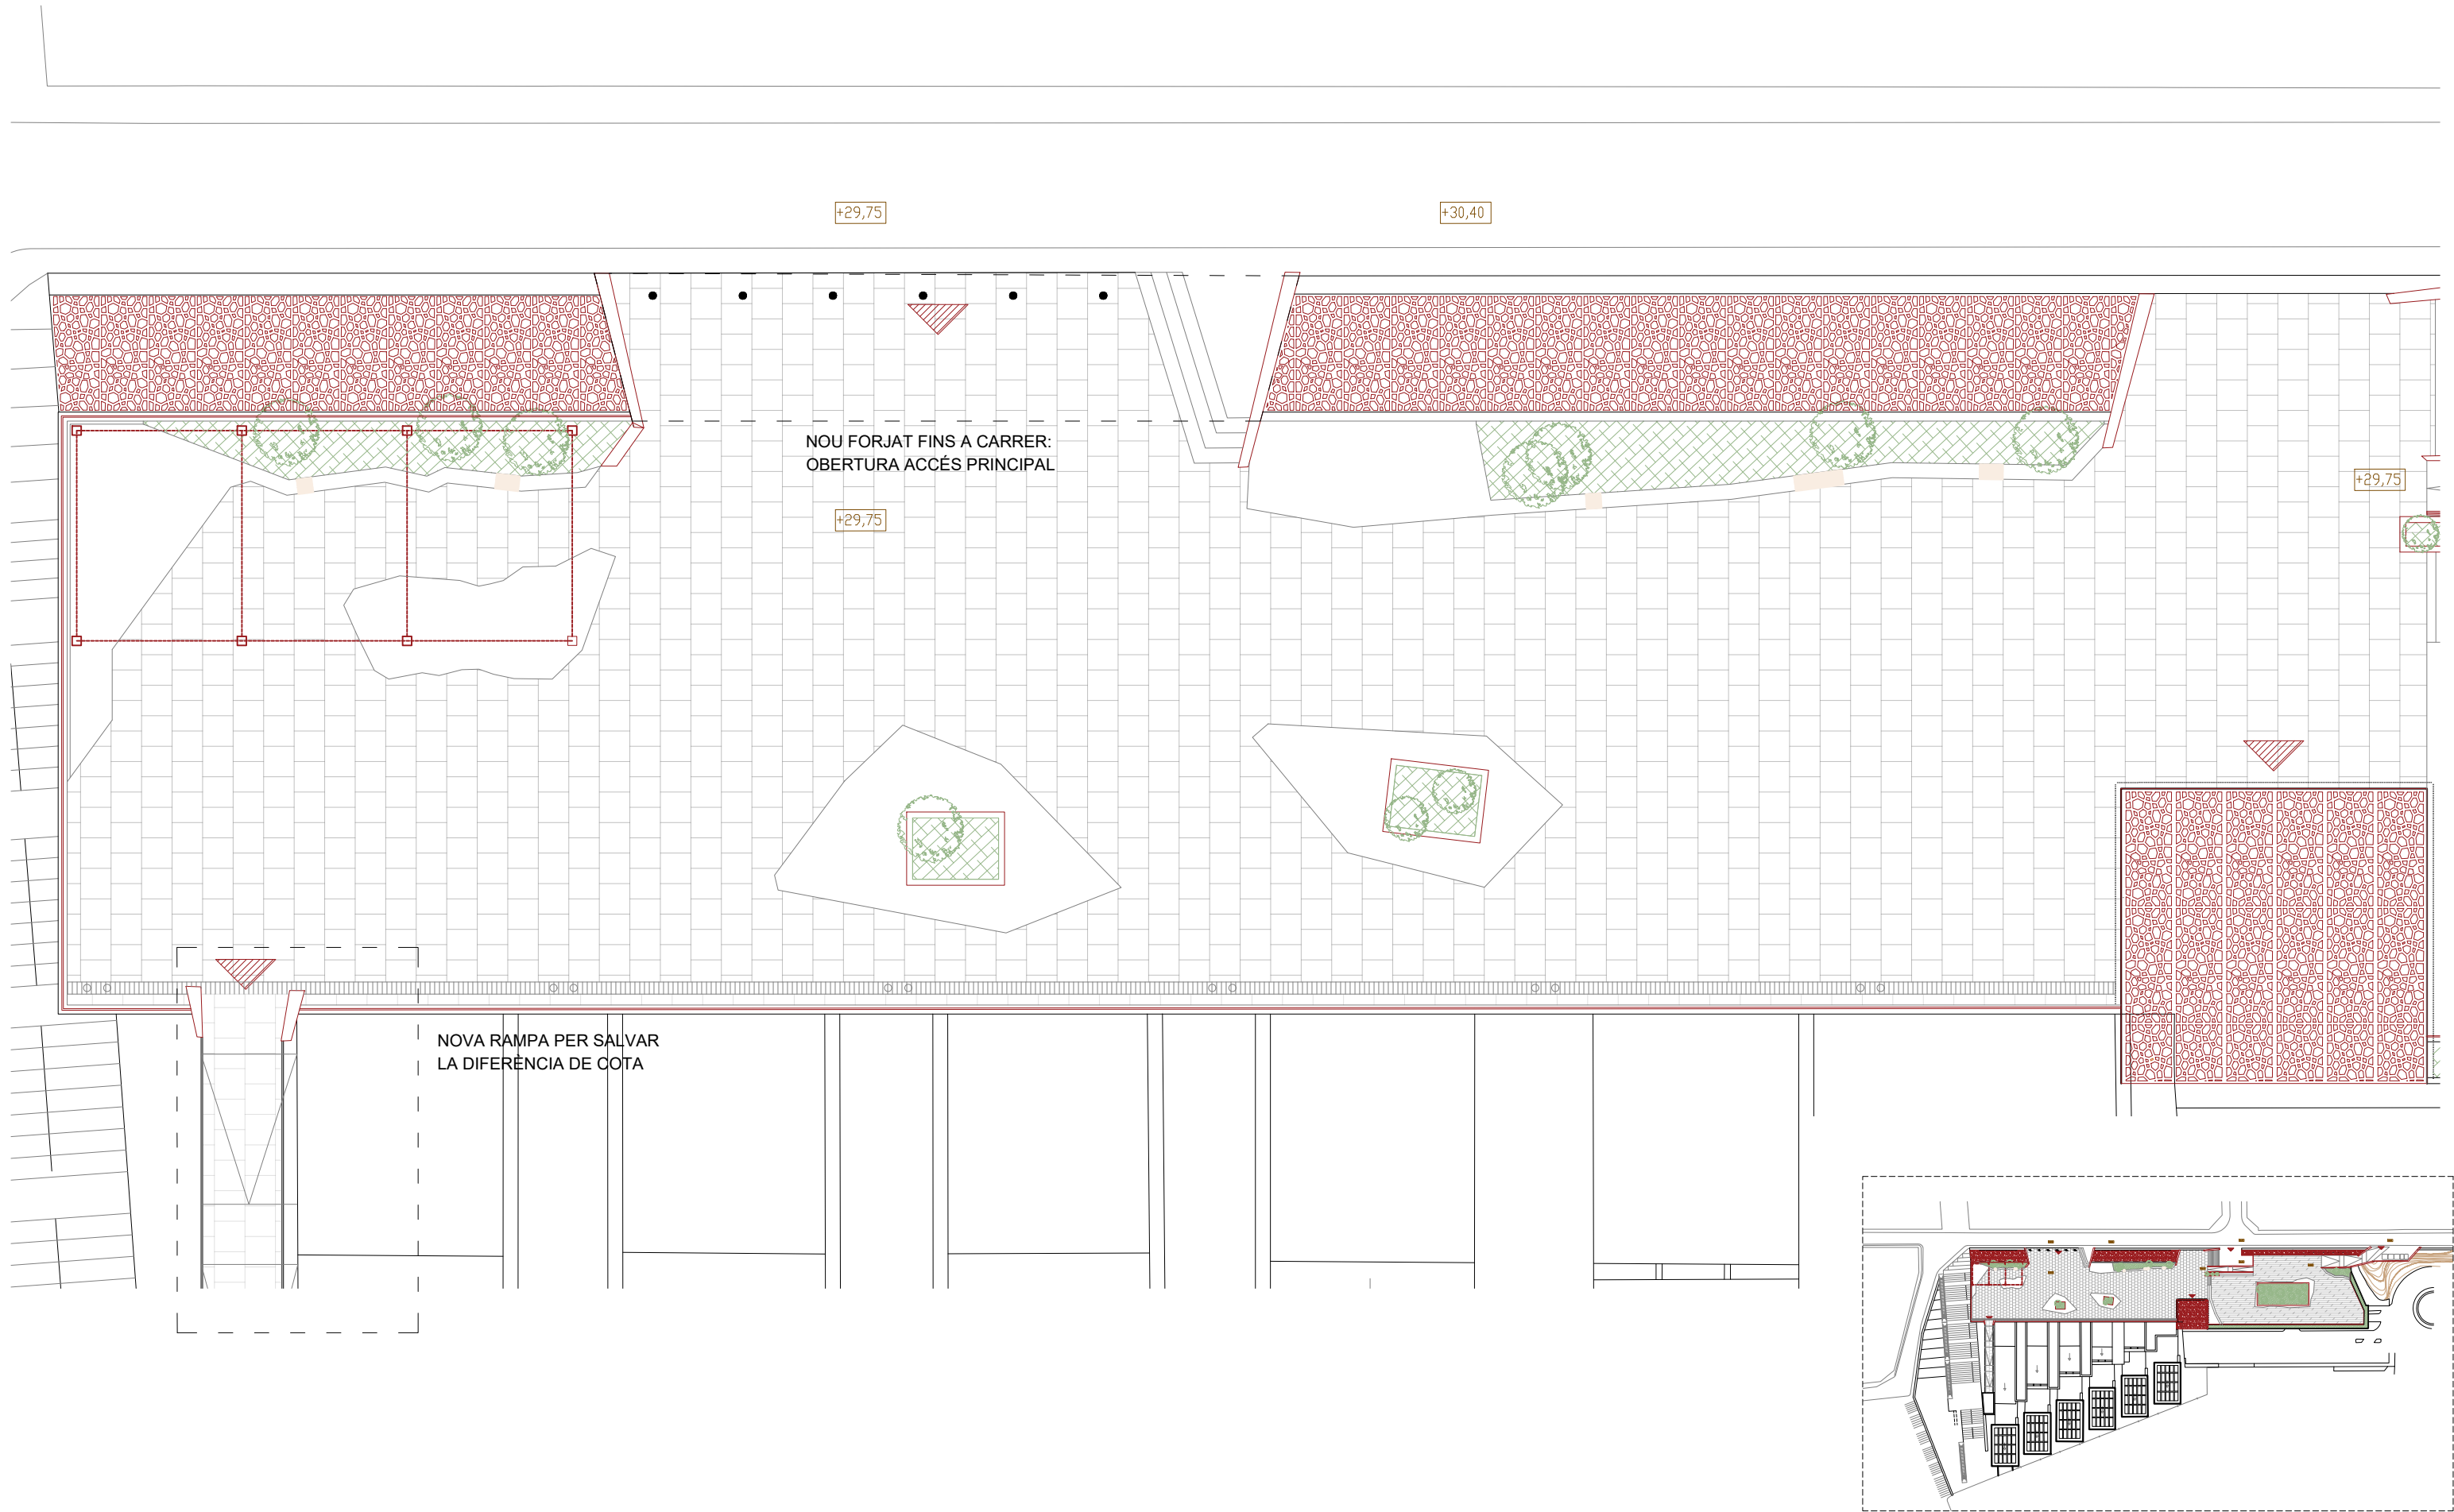 +29,75
+30,40
NOU FORJAT FINS A CARRER:
OBERTURA ACCÉS PRINCIPAL
+29,75
+29,75
NOVA RAMPA PER SALVAR
LA DIFERÈNCIA DE COTA